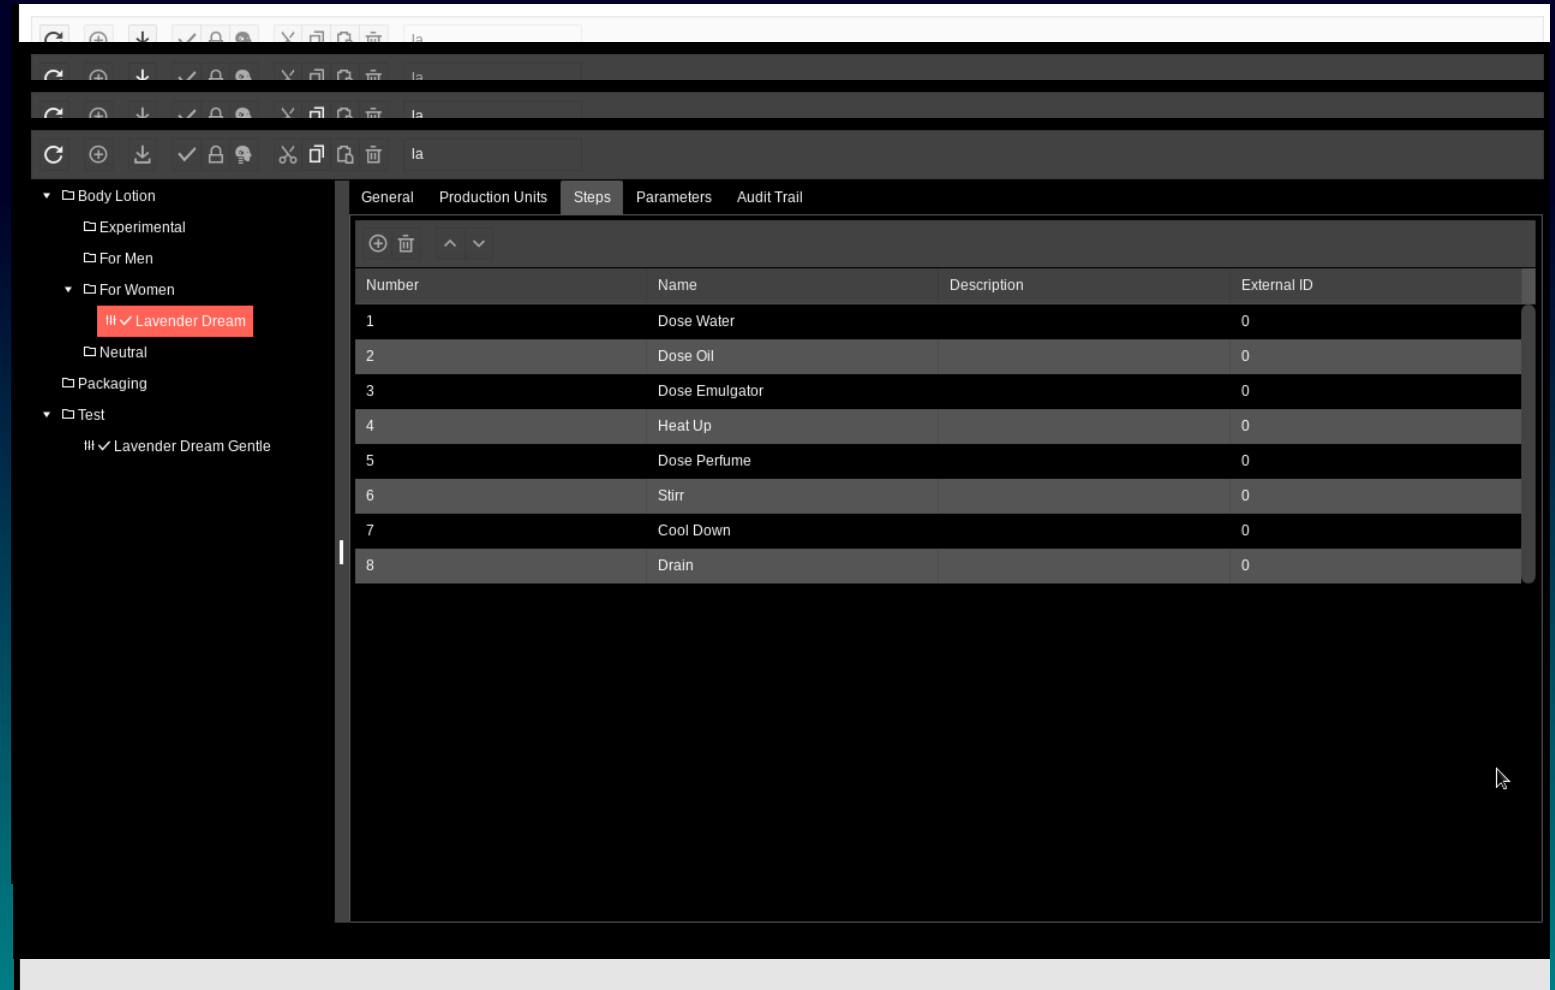 la
la
la
la
Body Lotion
Experimental
For Men
For Women
Lavender Dream
Neutral
Packaging
Test
Lavender Dream Gentle
General Production Units Steps Parameters Audit Trail
Number Name Description External ID
1 Dose Water 0
2 Dose Oil 0
3 Dose Emulgator 0
4 Heat Up 0
5 Dose Perfume 0
6 Stirr 0
7 Cool Down 0
8 Drain 0